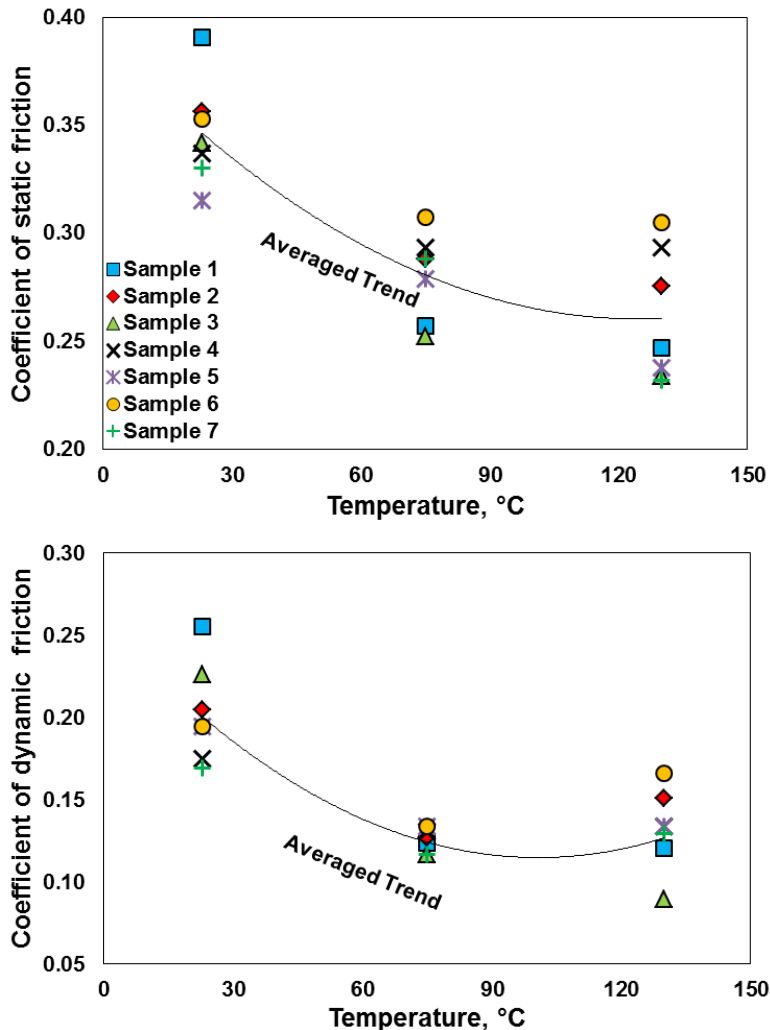 0.40
0.35
0.30
0.25
0.20
Coefficient of static friction
Averaged Trend
Sample 1
Sample 2
Sample 3
Sample 4
Sample 5
Sample 6
Sample 7
0
30
60
90
120
150
Temperature, °C
0.30
0.25
0.20
0.15
0.10
0.05
Coefficient of dynamic friction
Averaged Trend
0
30
60
90
120
150
Temperature, °C